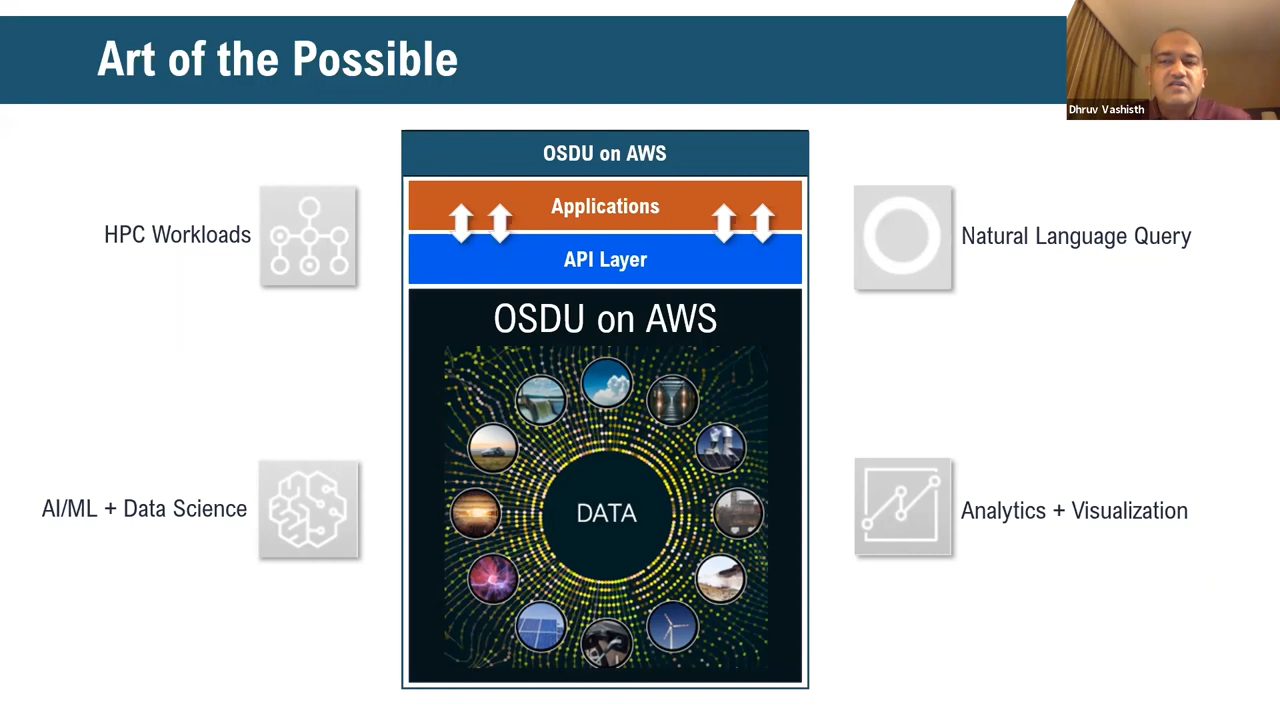 Art of the Possible
Dhruv Vashisth
OSDU on AWS
Applications
API Layer
OSDU on AWS
DATA
HPC Workloads
Natural Language Query
AI/ML + Data Science
Analytics + Visualization